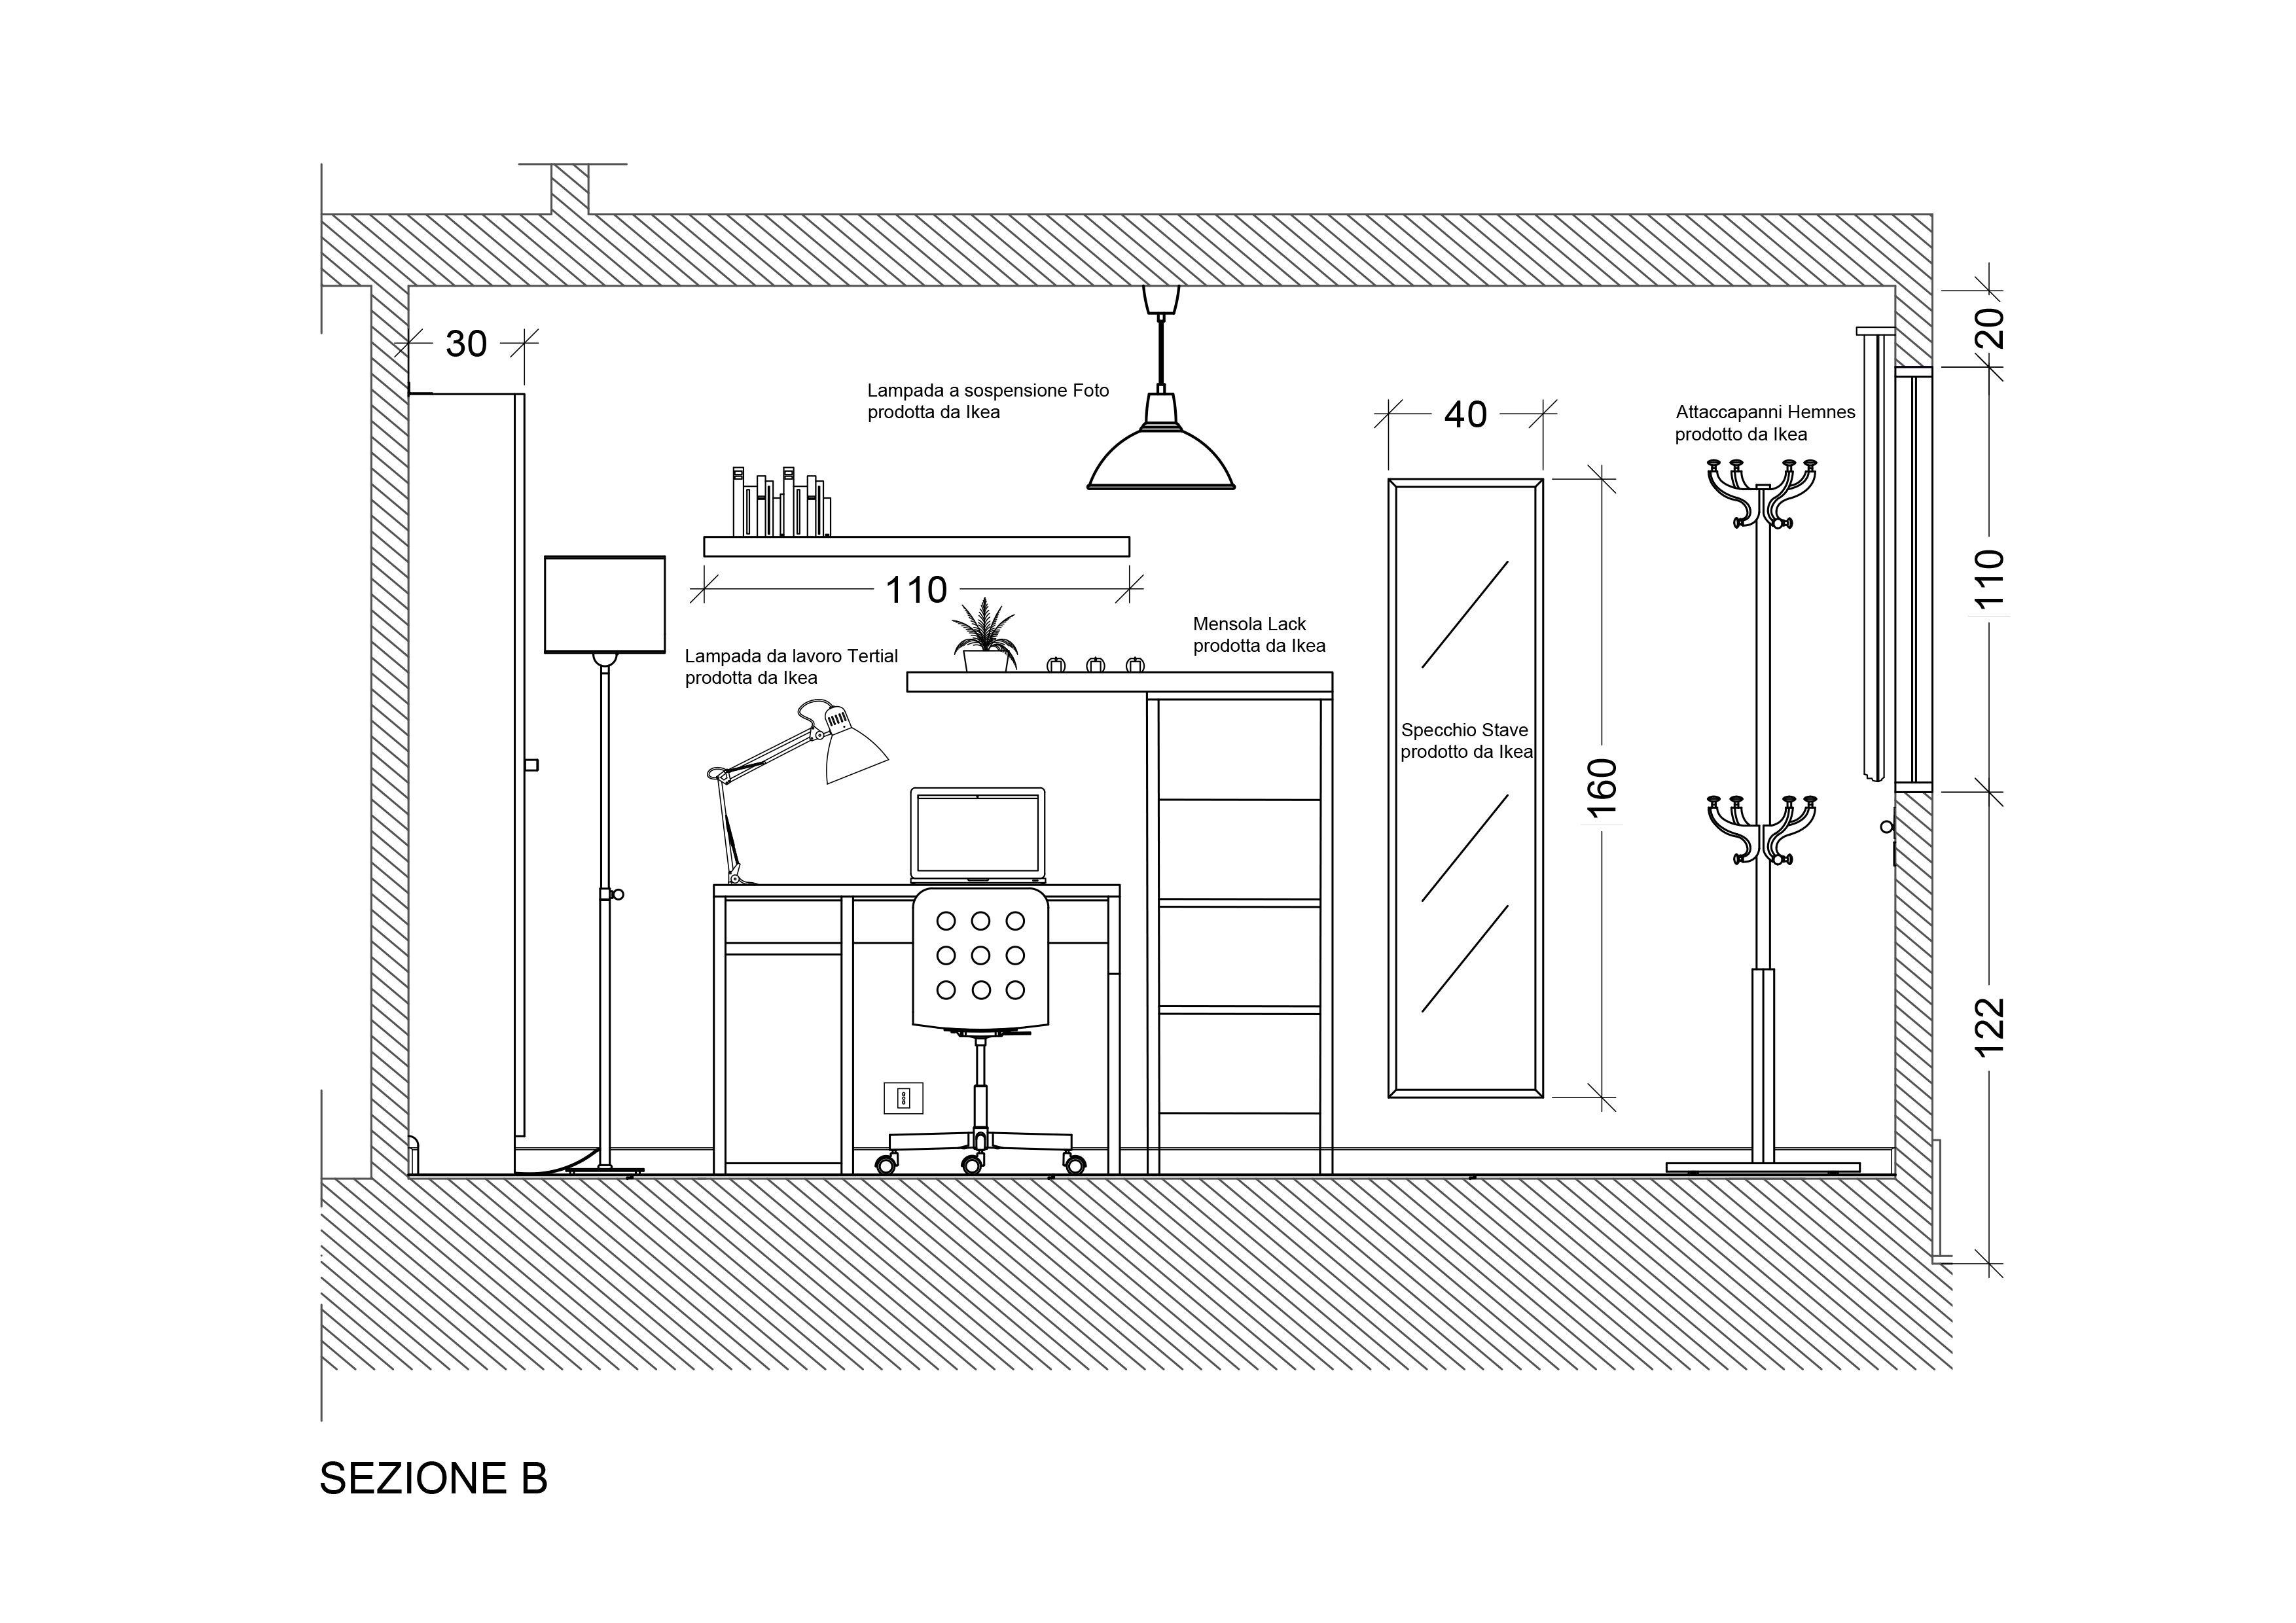 20
30
Lampada a sospensione Foto
prodotta da Ikea
40
Attaccapanni Hemnes
prodotto da Ikea
110
110
Mensola Lack
prodotta da Ikea
Lampada da lavoro Tertial
prodotta da Ikea
Specchio Stave
prodotto da Ikea
160
122
SEZIONE B